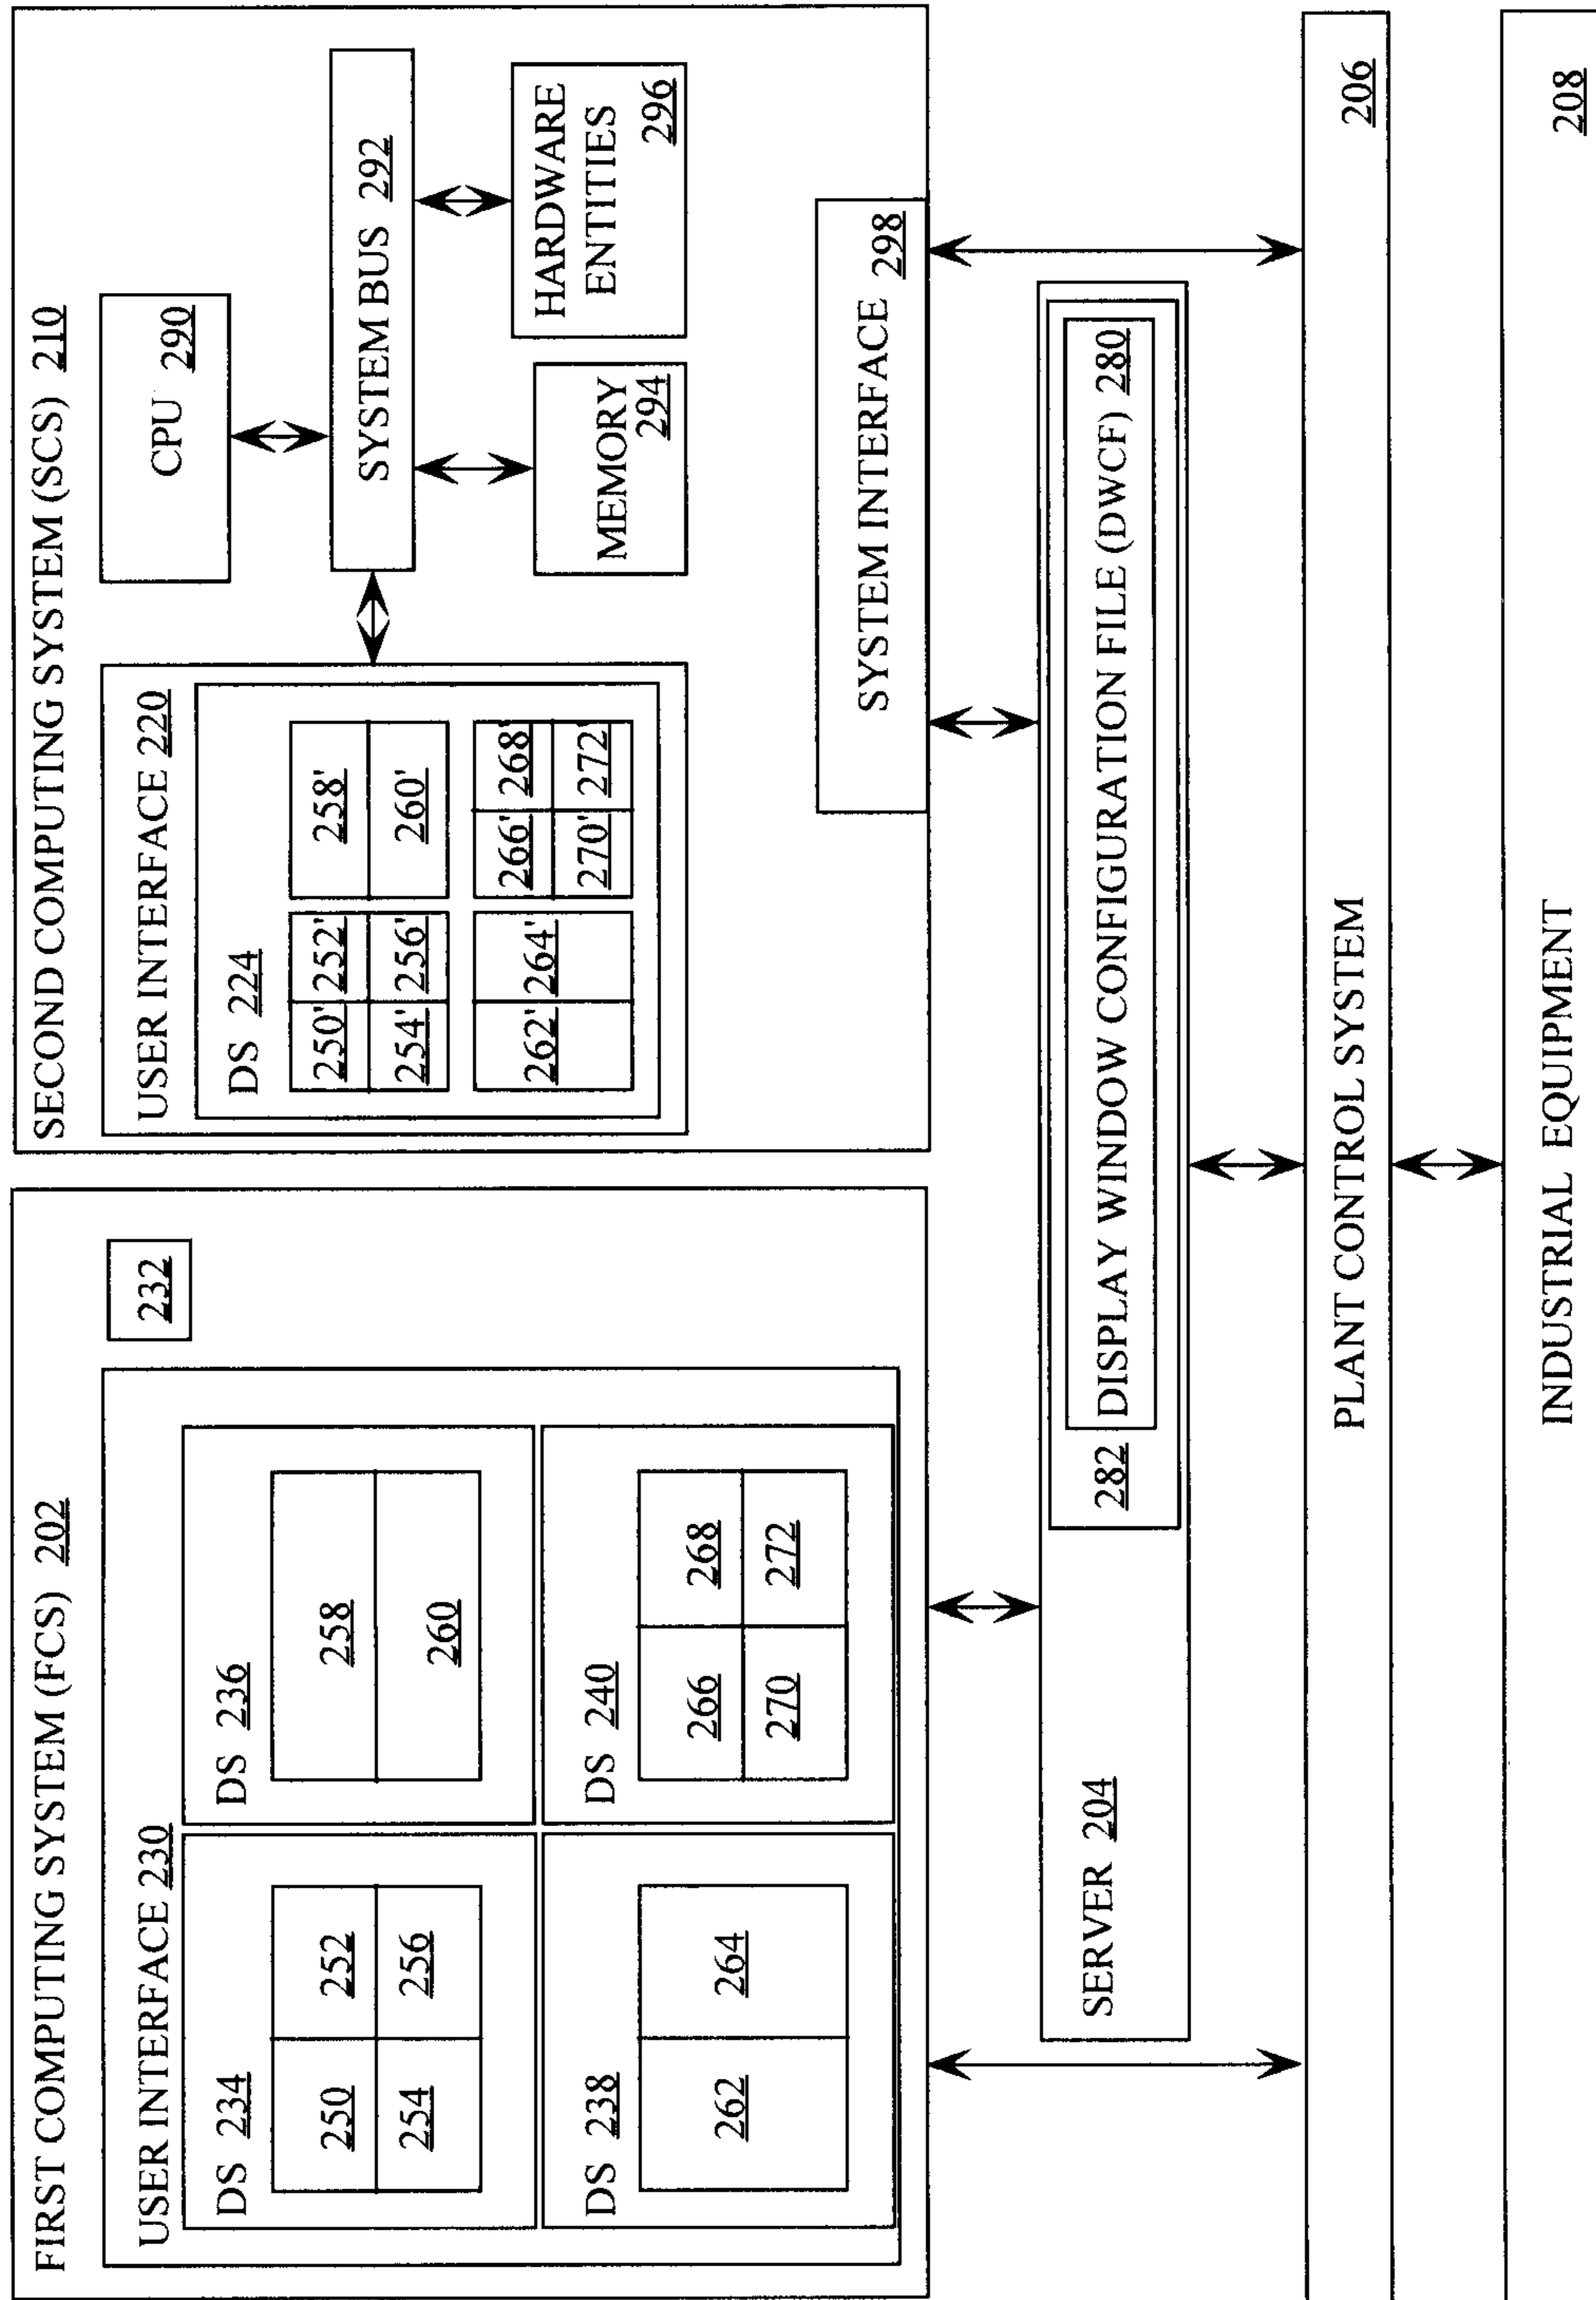 FIRST COMPUTING SYSTEM (FCS) 202
USER INTERFACE 230
232
DS 234
250 252
254 256
DS 236
258
260
DS 238
262 264
DS 240
266 268
270 272
SECOND COMPUTING SYSTEM (SCS) 210
USER INTERFACE 220
DS 224
250' 252'
254' 256'
258'
260'
262' 264'
266' 268'
270' 272'
CPU 290
SYSTEM BUS 292
MEMORY
294
HARDWARE
ENTITIES
296
SYSTEM INTERFACE 298
SERVER 204
282
DISPLAY WINDOW CONFIGURATION FILE (DWCF) 280
PLANT CONTROL SYSTEM
206
INDUSTRIAL EQUIPMENT
208